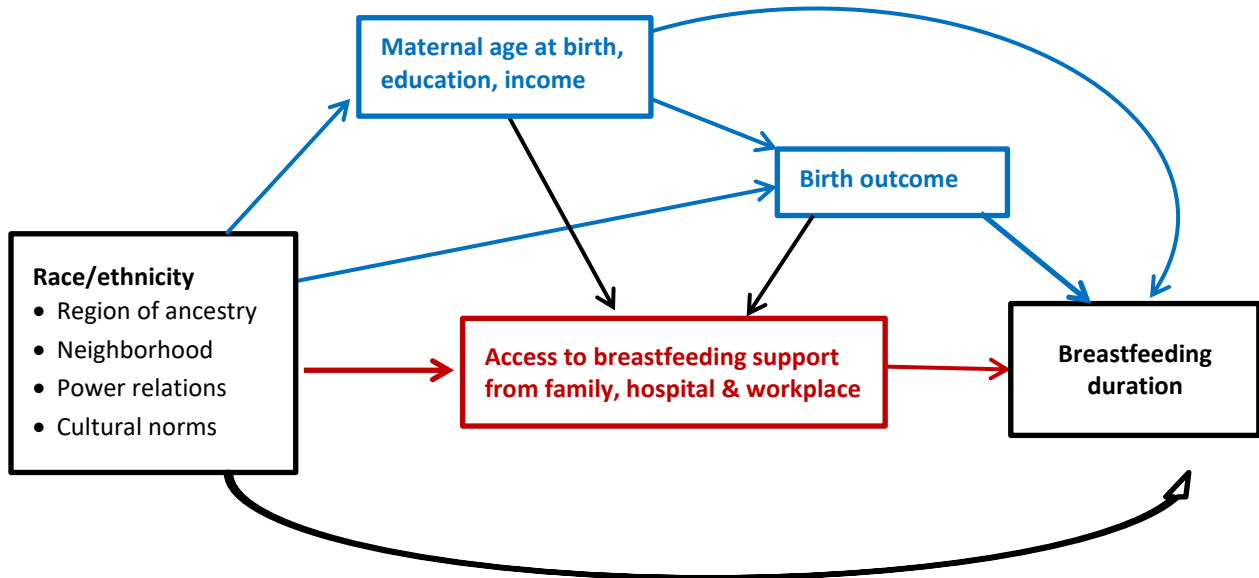 Maternal age at birth,
education, income
Birth outcome
Race/ethnicity
• Region of ancestry
• Neighborhood
• Power relations
• Cultural norms
Access to breastfeeding support
from family, hospital & workplace
Breastfeeding
duration